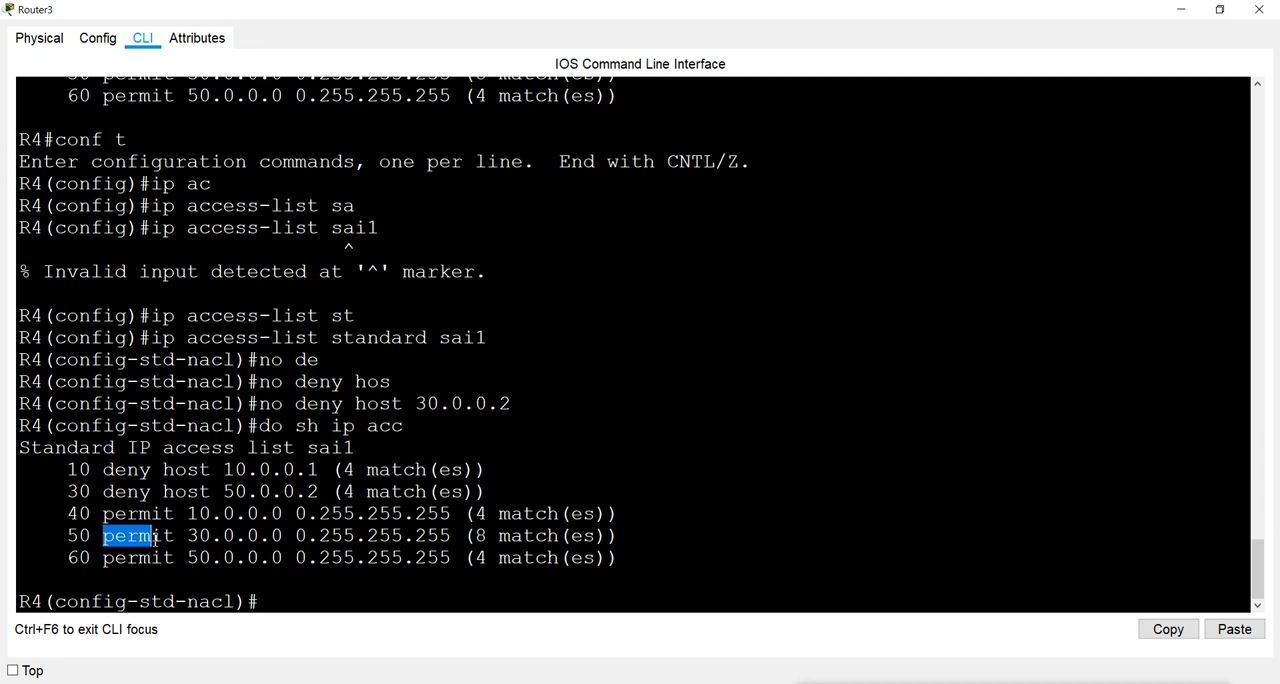 Router3
Physical Config CLI Attributes
IOS Command Line Interface
permit (8 match(es))
60 permit 50.0.0.0 0.255.255.255 (4 match(es))
R4#conf t
Enter configuration commands, one per line.  End with CNTL/Z.
R4(config)#ip ac
R4(config)#ip access-list sa
R4(config)#ip access-list sai1
^
% Invalid input detected at '^' marker.
R4(config)#ip access-list st
R4(config)#ip access-list standard sai1
R4(config-std-nacl)#no de
R4(config-std-nacl)#no deny hos
R4(config-std-nacl)#no deny host 30.0.0.2
R4(config-std-nacl)#do sh ip acc
Standard IP access list sai1
10 deny host 10.0.0.1 (4 match(es))
30 deny host 50.0.0.2 (4 match(es))
40 permit 10.0.0.0 0.255.255.255 (4 match(es))
50 permit 30.0.0.0 0.255.255.255 (8 match(es))
60 permit 50.0.0.0 0.255.255.255 (4 match(es))
R4(config-std-nacl)#
Ctrl+F6 to exit CLI focus
Copy Paste
Top